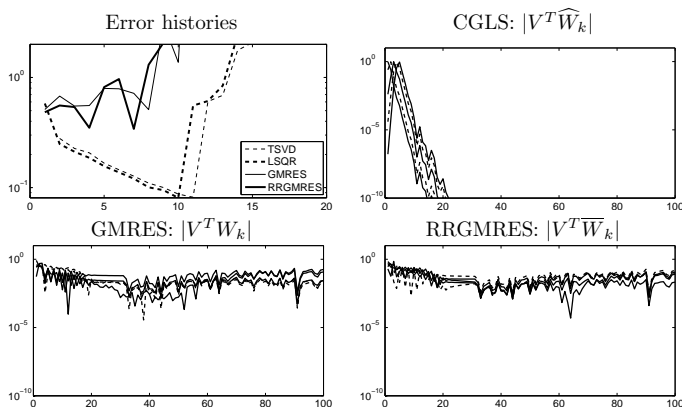 Error histories
10^0
10^{-1}
0 5 10 15 20
TSVD
LSQR
GMRES
RRGMRES
CGLS: |V^T \widehat{W}_k|
10^0
10^{-5}
10^{-10}
0 20 40 60 80 100
GMRES: |V^T W_k|
10^0
10^{-5}
10^{-10}
0 20 40 60 80 100
RRGMRES: |V^T \overline{W}_k|
10^0
10^{-5}
10^{-10}
0 20 40 60 80 100